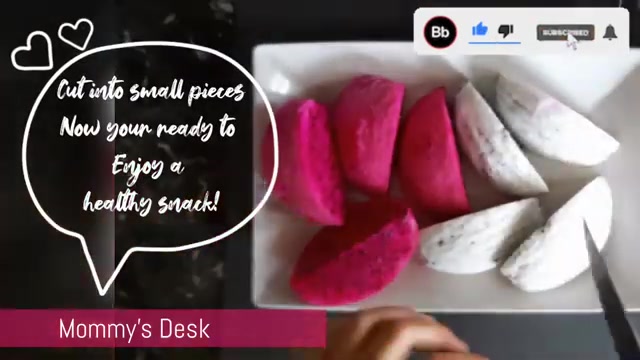 Cut into small pieces
Now your ready to
Enjoy a
healthy snack!
Bb
SUBSCRIBED
Mommy's Desk